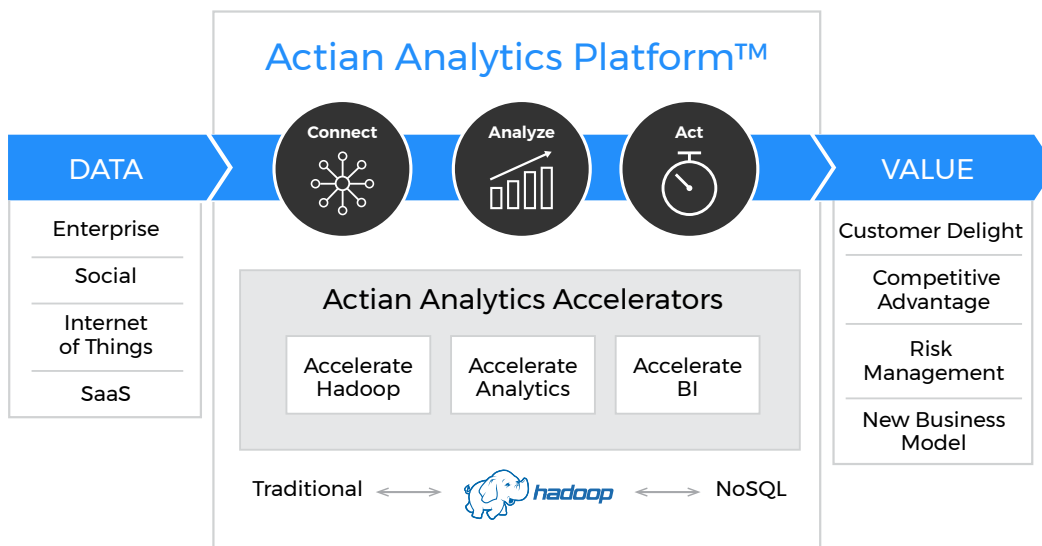 Actian Analytics Platform™
Connect
Analyze
Act
DATA
VALUE
Enterprise
Social
Internet
of Things
SaaS
Customer Delight
Competitive
Advantage
Risk
Management
New Business
Model
Actian Analytics Accelerators
Accelerate
Hadoop
Accelerate
Analytics
Accelerate
BI
Traditional
hadoop
NoSQL